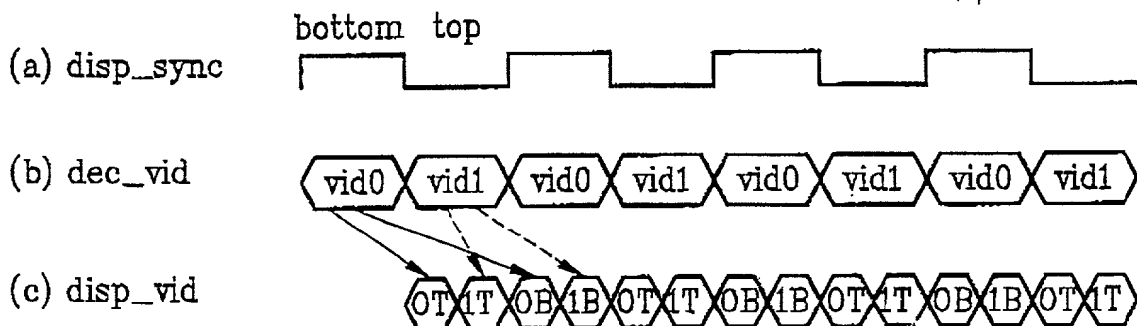 bottom top
(a) disp_sync
(b) dec_vid vid0 vid1 vid0 vid1 vid0 vid1 vid0 vid1
(c) disp_vid 0T 1T 0B 1B 0T 1T 0B 1B 0T 1T 0B 1B 0T 1T